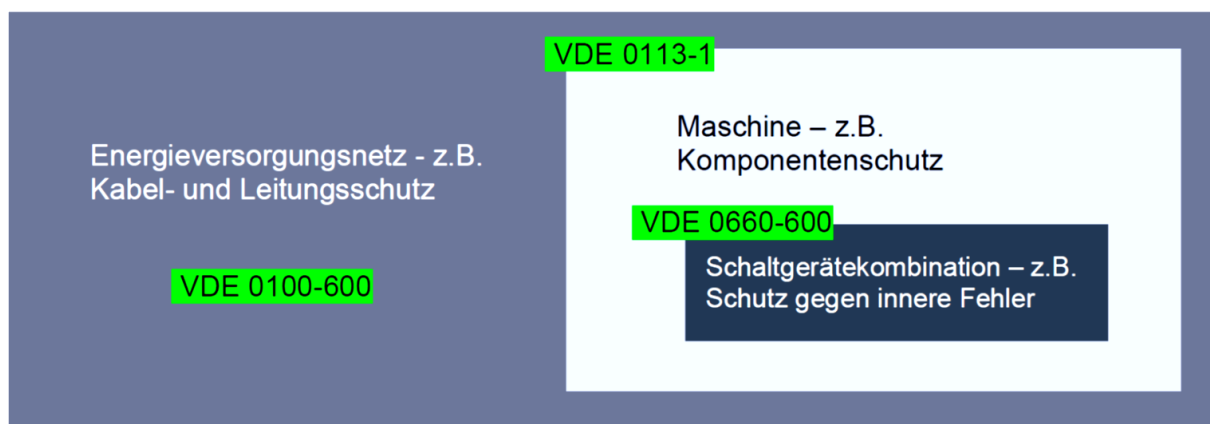 VDE 0113-1
Maschine – z.B.
Komponentenschutz
Energieversorgungsnetz - z.B.
Kabel- und Leitungsschutz
VDE 0660-600
Schaltgerätekombination – z.B.
Schutz gegen innere Fehler
VDE 0100-600